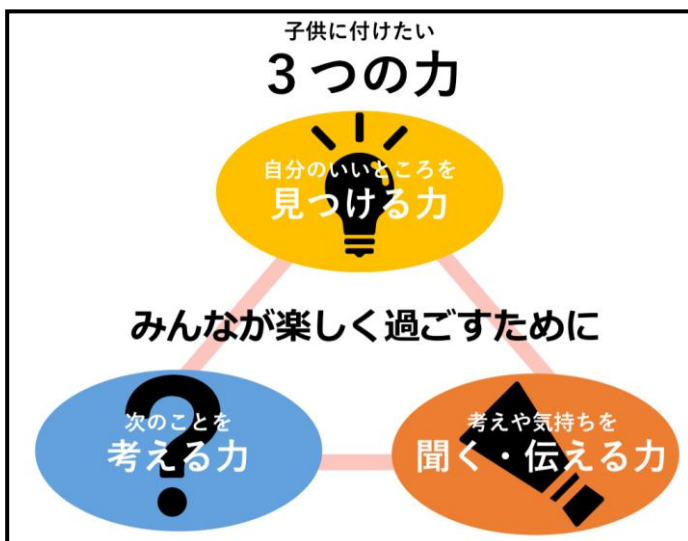 子供に付けたい
３つの力
自分のいいところを
見つける力
みんなが楽しく過ごすために
次のことを
考える力
考えや気持ちを
聞く・伝える力